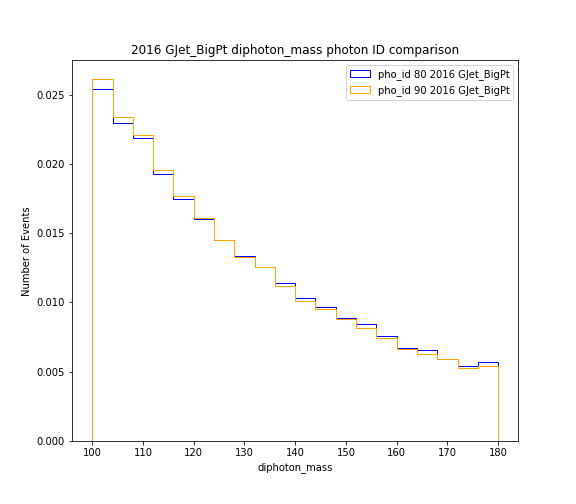 2016 GJet_BigPt diphoton_mass photon ID comparison
pho_id 80 2016 GJet_BigPt
pho_id 90 2016 GJet_BigPt
Number of Events
0.025
0.020
0.015
0.010
0.005
0.000
100 110 120 130 140 150 160 170 180
diphoton_mass